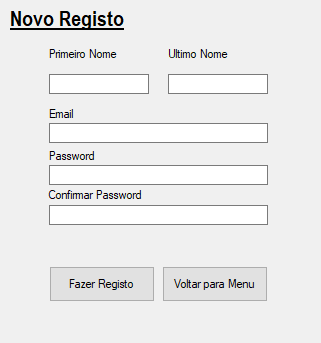 Novo Registo
Primeiro Nome Ultimo Nome
Email
Password
Confirmar Password
Fazer Registo Voltar para Menu